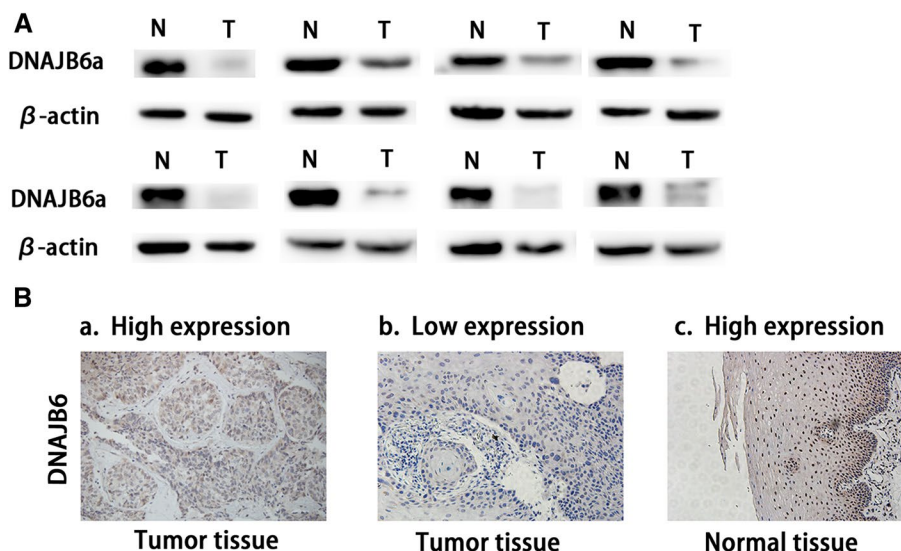 A
N T N T N T N T
DNAJB6a
β-actin
N T N T N T N T
DNAJB6a
β-actin
B
a. High expression b. Low expression c. High expression
DNAJB6
Tumor tissue Tumor tissue Normal tissue